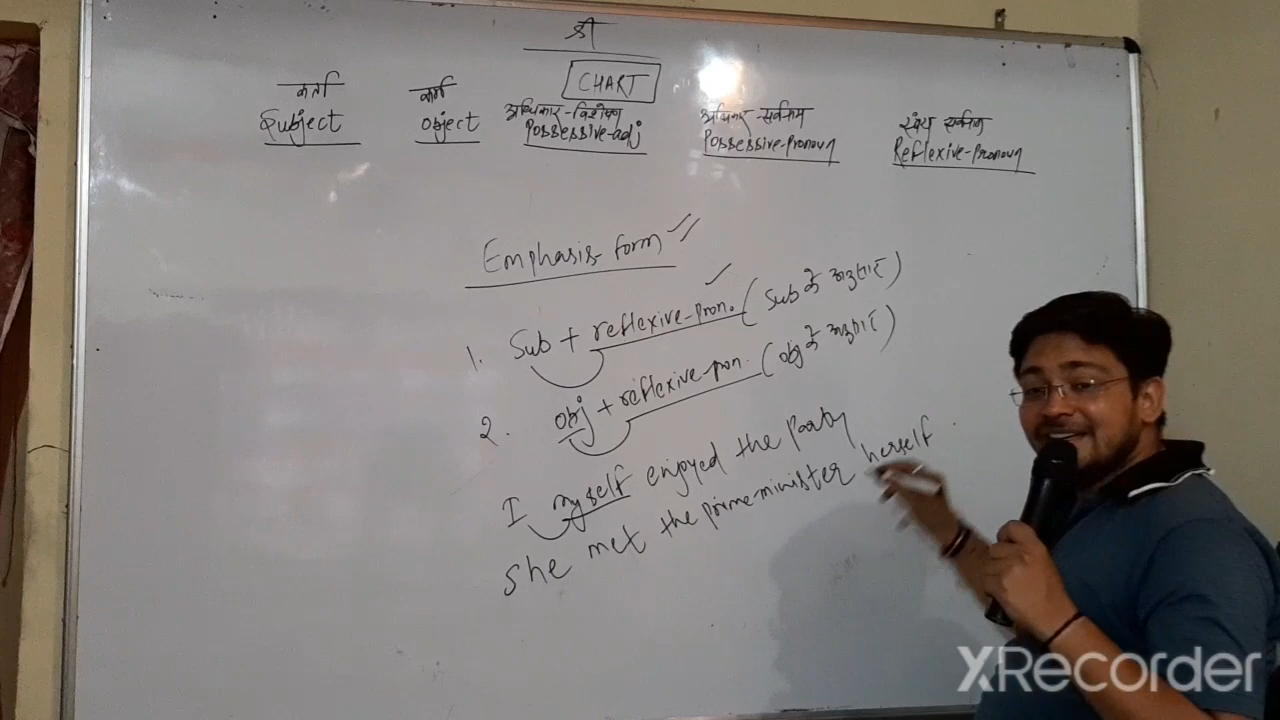 श्री
CHART
कर्ता कर्म अधिकार-विशेषण अधिकार-सर्वनाम स्वयं सर्वनाम
Subject object Possessive-adj Possessive-Pronoun Reflexive-Pronoun
Emphasis form
1. Sub + reflexive-pron. (Sub के अनुसार)
2. obj + reflexive-pon. (obj के अनुसार)
I myself enjoyed the party
she met the prime minister herself
XRecorder